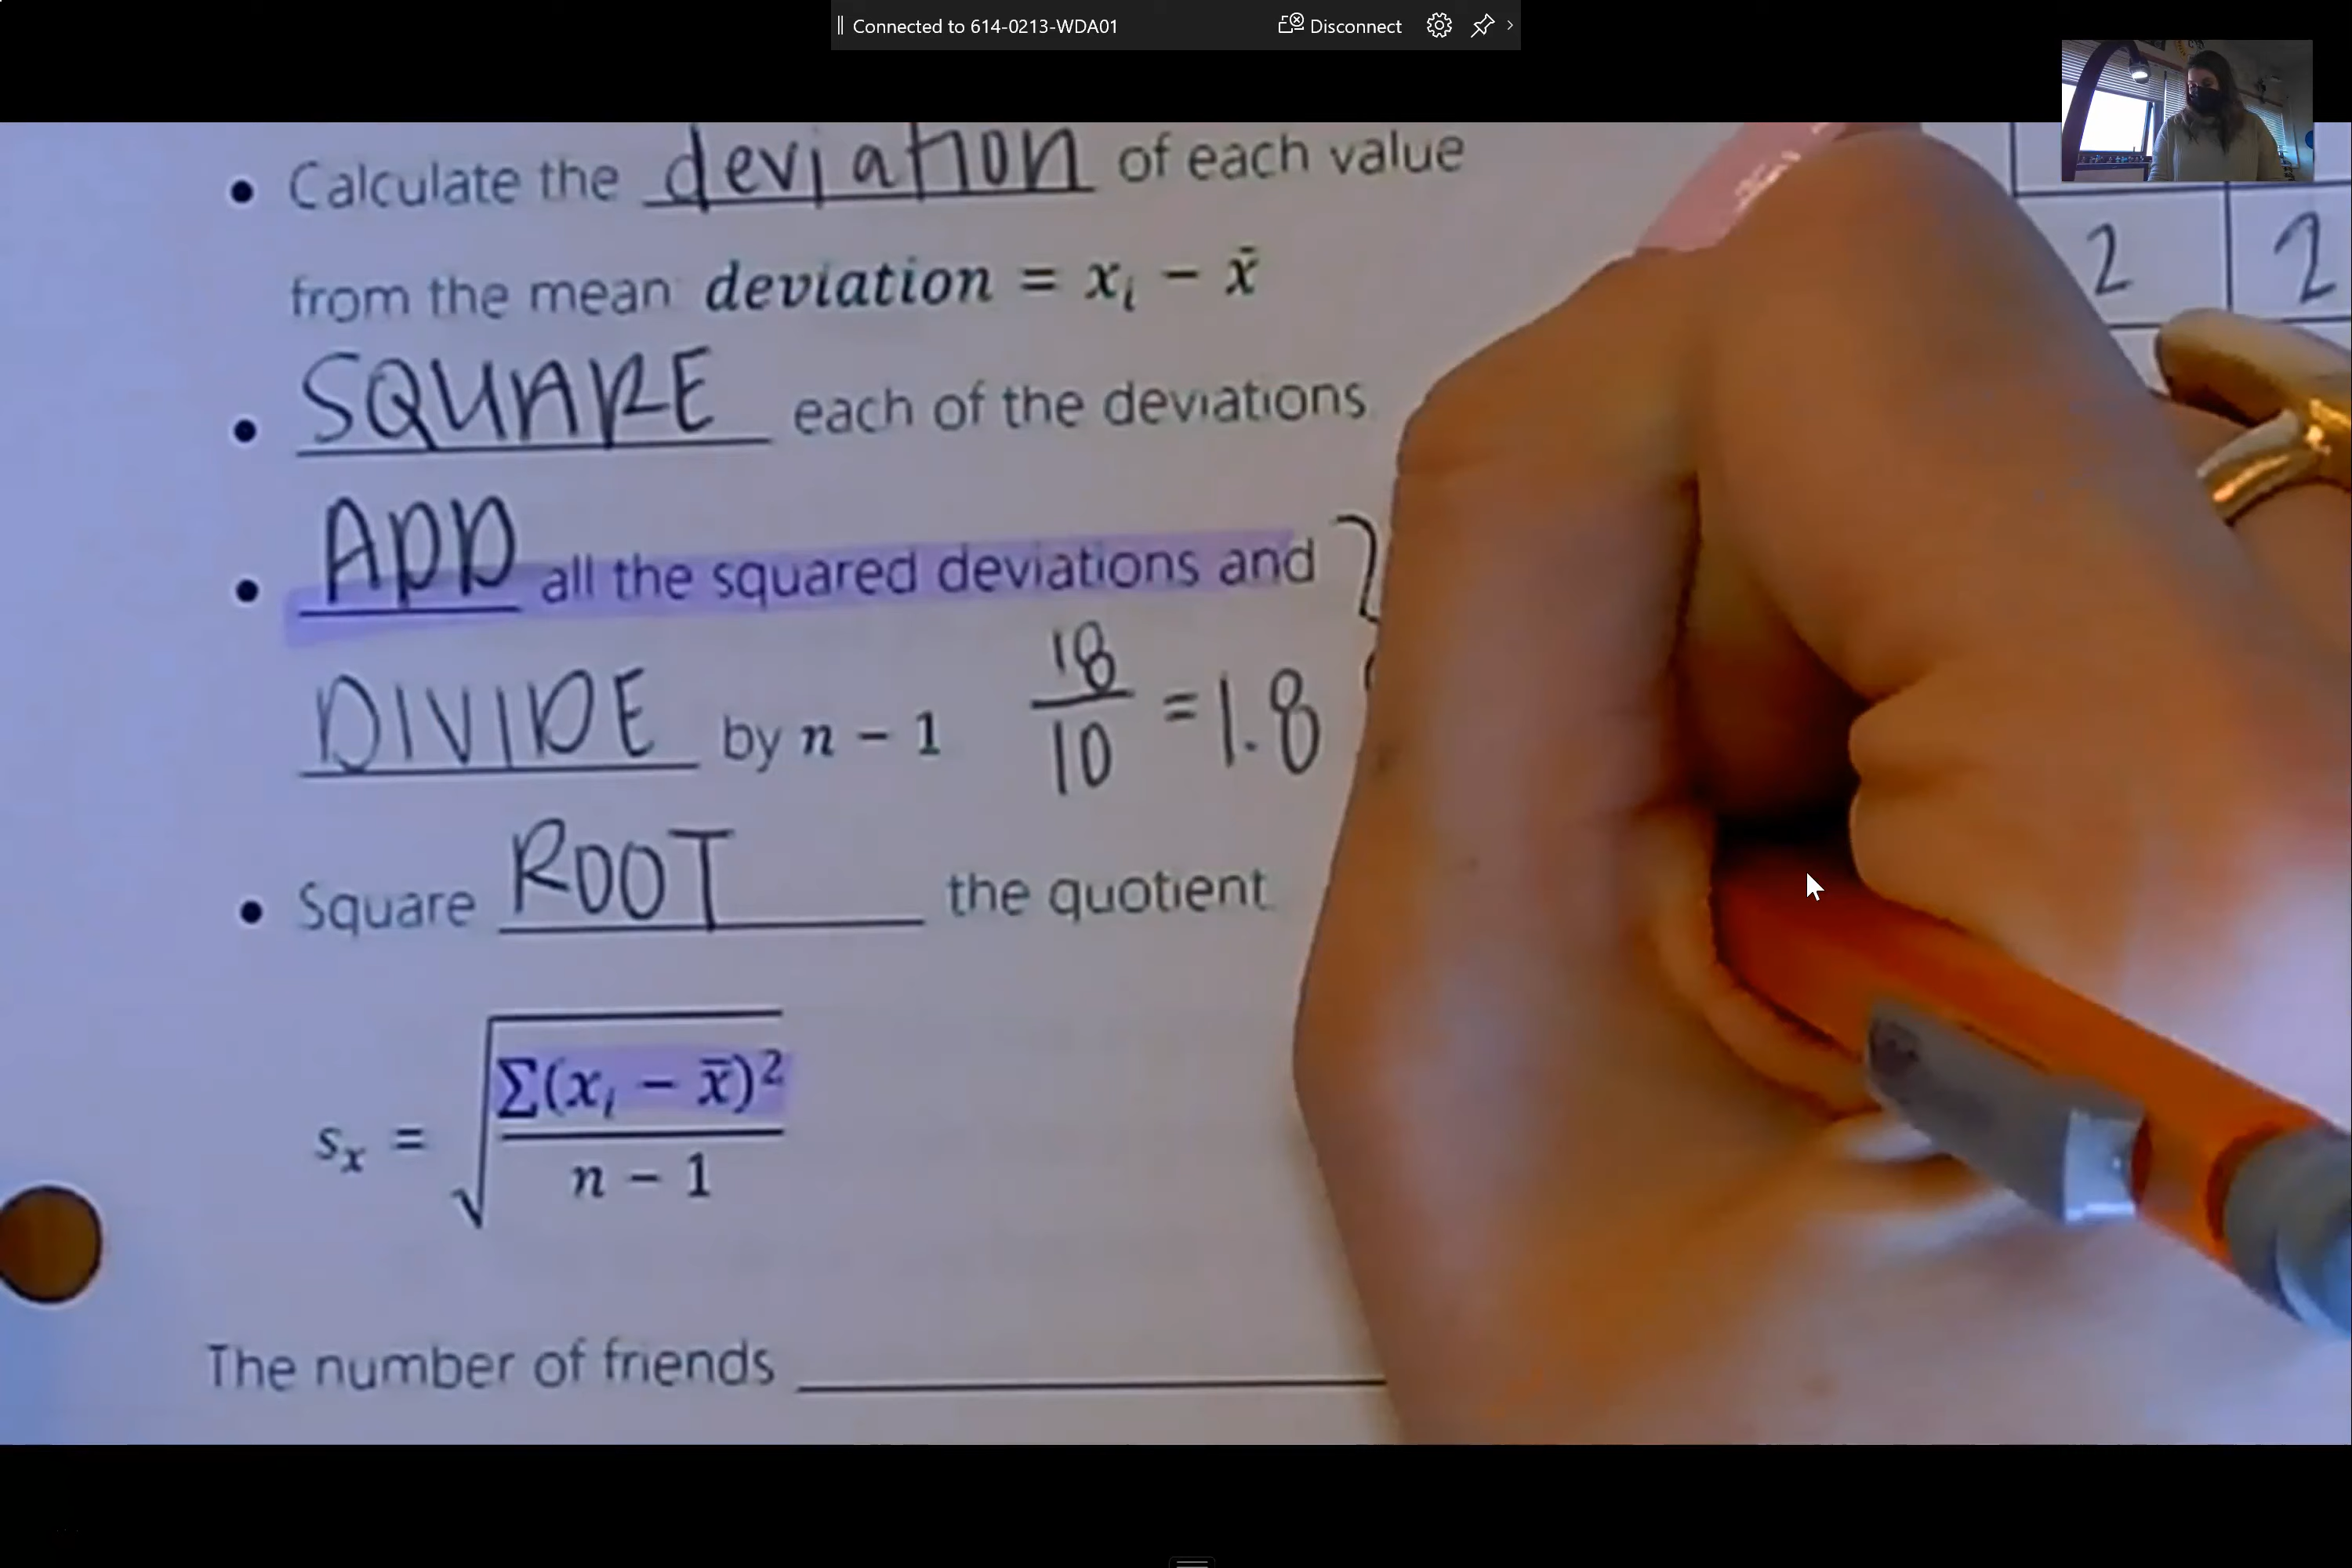 Connected to 614-0213-WDA01 Disconnect
• Calculate the deviation of each value
from the mean: deviation = xᵢ − x̄
2 2
• SQUARE each of the deviations.
• ADD all the squared deviations and
DIVIDE by n − 1 18/10 = 1.8
• Square ROOT the quotient.
sₓ = √(Σ(xᵢ − x̄)²/(n − 1))
The number of friends